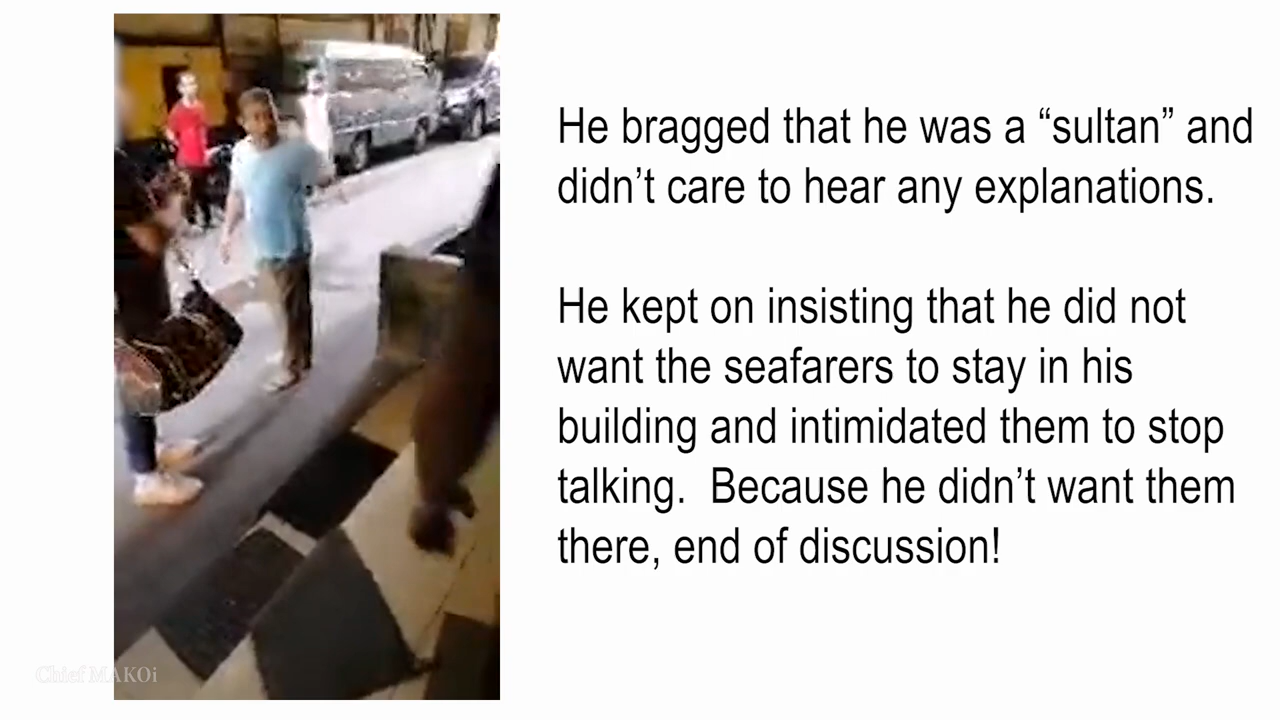 He bragged that he was a “sultan” and
didn’t care to hear any explanations.
He kept on insisting that he did not
want the seafarers to stay in his
building and intimidated them to stop
talking.  Because he didn’t want them
there, end of discussion!
Chief MAKOi